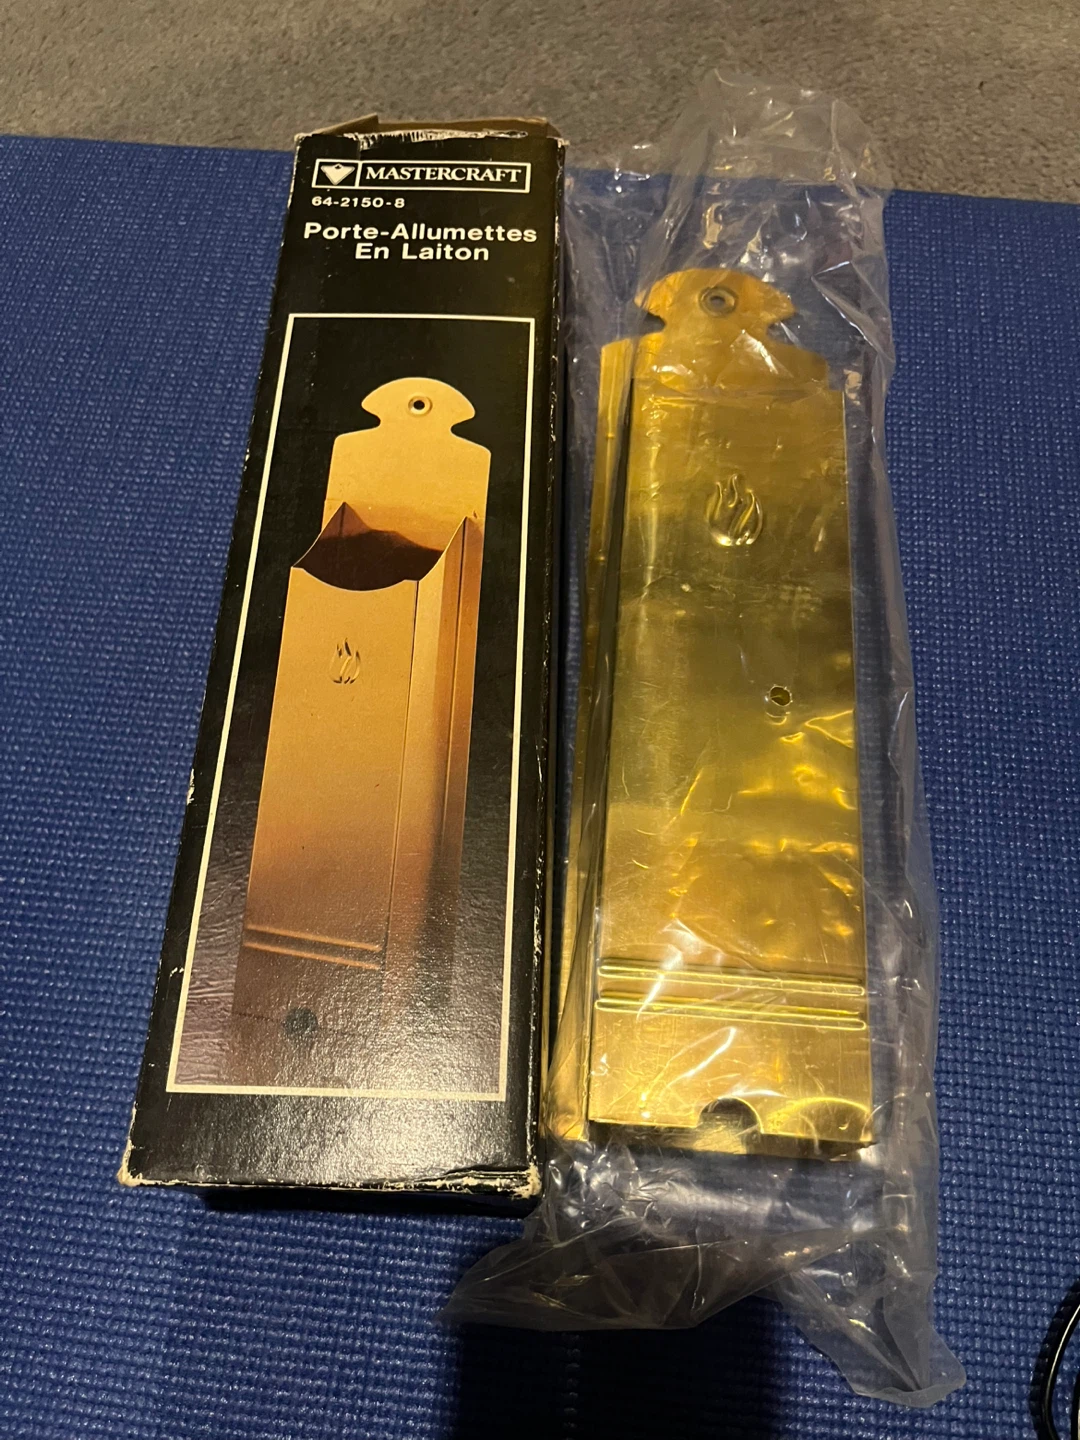 MASTERCRAFT
64-2150-8
Porte-Allumettes
En Laiton